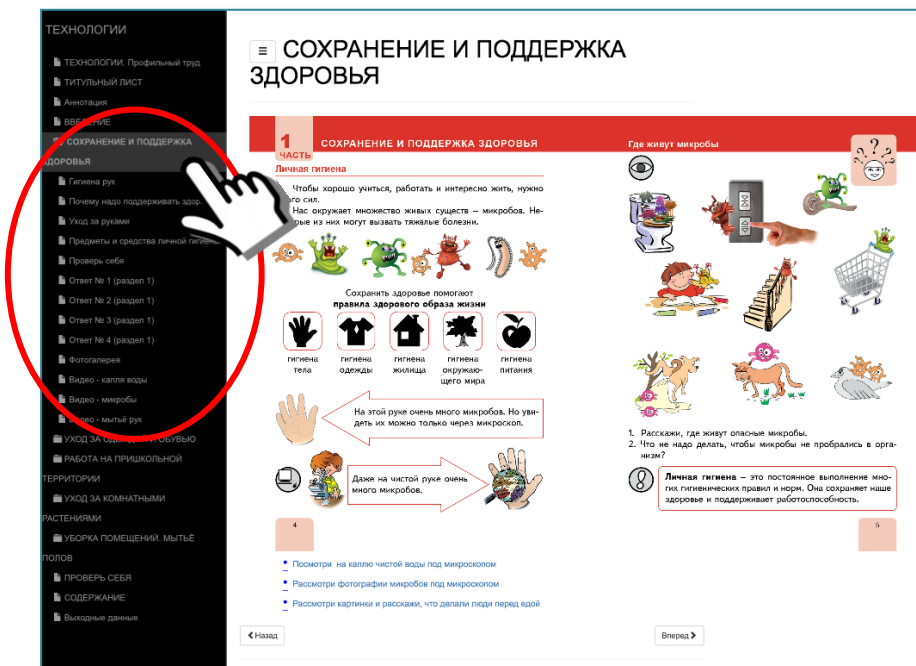 ТЕХНОЛОГИИ
ТЕХНОЛОГИИ. Профильный труд
ТИТУЛЬНЫЙ ЛИСТ
Аннотация
СОХРАНЕНИЕ И ПОДДЕРЖКА
ЗДОРОВЬЯ
Гигиена рук
Почему надо поддерживать
Уход за руками
Предметы и средства личной
Проверь себя
Ответ № 1 (раздел 1)
Ответ № 2 (раздел 1)
Ответ № 3 (раздел 1)
Ответ № 4 (раздел 1)
Фотогалерея
Видео - капля воды
Видео - микробы
Видео - мытьё рук
УХОД ЗА
РАБОТА НА ПРИШКОЛЬНОЙ
ТЕРРИТОРИИ
УХОД ЗА КОМНАТНЫМИ
РАСТЕНИЯМИ
УБОРКА ПОМЕЩЕНИЙ. МЫТЬЁ
ПОЛОВ
ПРОВЕРЬ СЕБЯ
СОДЕРЖАНИЕ
Выходные данные
СОХРАНЕНИЕ И ПОДДЕРЖКА
ЗДОРОВЬЯ
1
ЧАСТЬ
СОХРАНЕНИЕ И ПОДДЕРЖКА ЗДОРОВЬЯ
Личная гигиена
Чтобы хорошо учиться, работать и интересно жить, нужно
сил.
Нас окружает множество живых существ – микробов. Не-
из них могут вызвать тяжёлые болезни.
Сохранить здоровье помогают
правила здорового образа жизни
гигиена тела
гигиена одежды
гигиена жилища
гигиена окружаю-
щего мира
гигиена питания
На этой руке очень много микробов. Но уви-
деть их можно только через микроскоп.
Даже на чистой руке очень
много микробов.
4
Посмотри на каплю чистой воды под микроскопом
Рассмотри фотографии микробов под микроскопом
Рассмотри картинки и расскажи, что делали люди перед едой
Где живут микробы
? ? ?
1. Расскажи, где живут опасные микробы.
2. Что не надо делать, чтобы микробы не пробрались в орга-
низм?
Личная гигиена – это постоянное выполнение мно-
гих гигиенических правил и норм. Она сохраняет наше
здоровье и поддерживает работоспособность.
5
Назад
Вперед